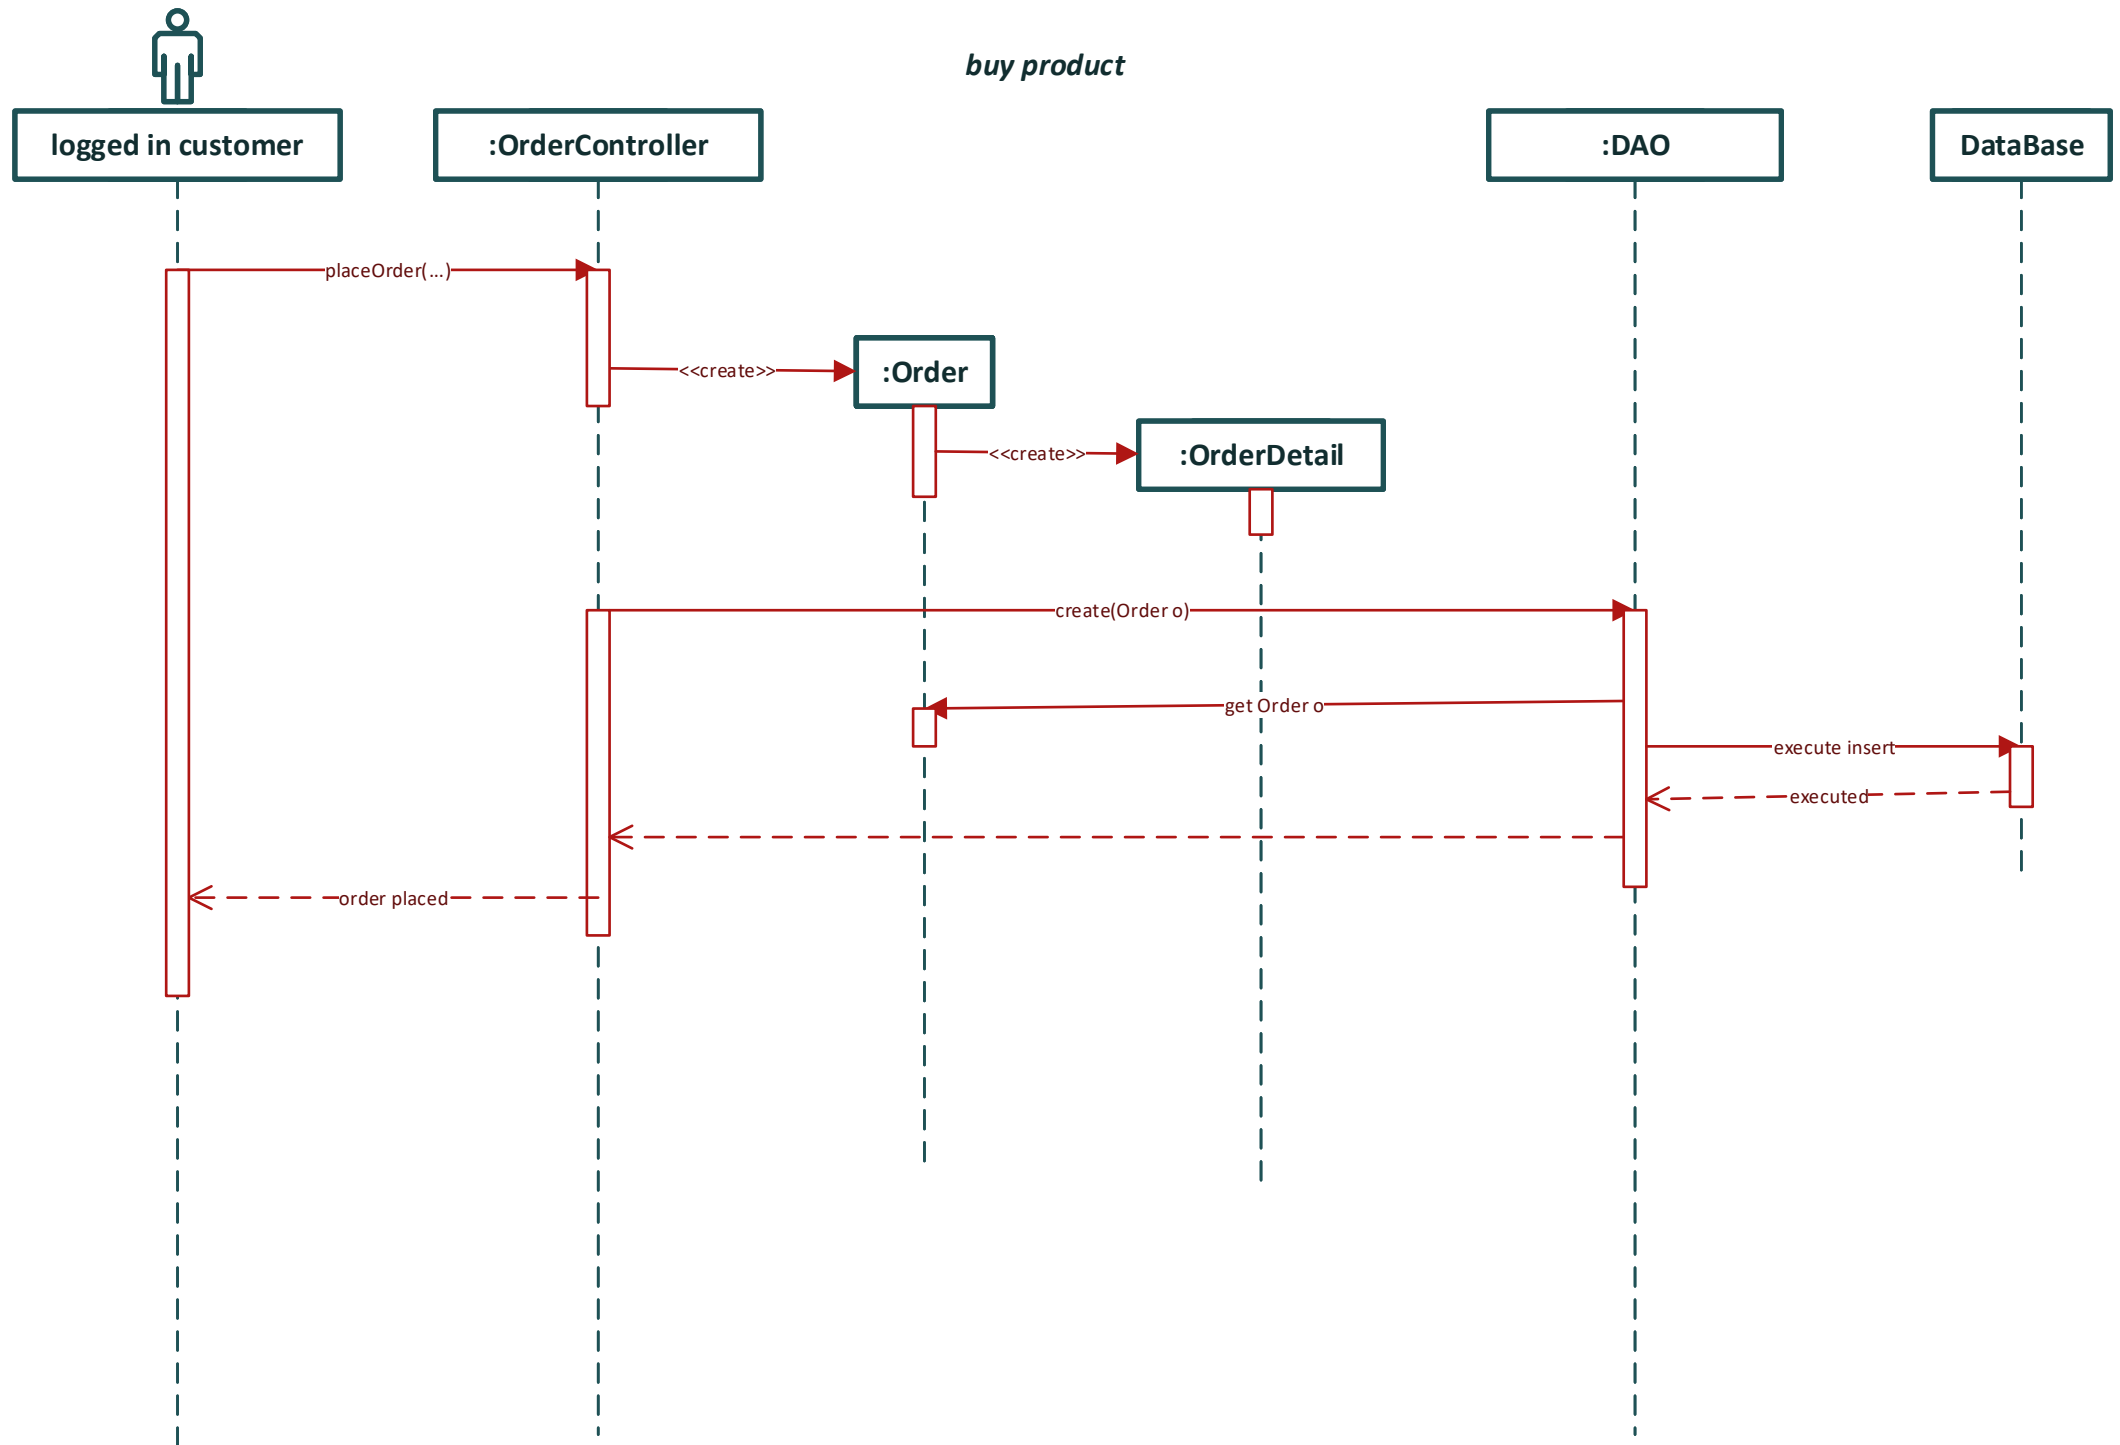 buy product
logged in customer
:OrderController
:DAO
DataBase
placeOrder(...)
<<create>>
:Order
<<create>>
:OrderDetail
create(Order o)
get Order o
execute insert
executed
order placed